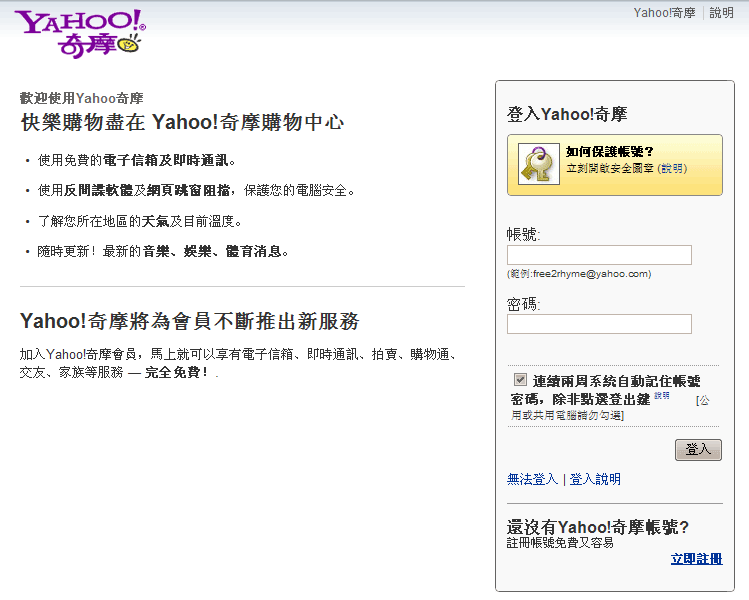 YAHOO!®
奇摩
Yahoo!奇摩 | 說明
歡迎使用Yahoo奇摩
快樂購物盡在 Yahoo!奇摩購物中心
• 使用免費的電子信箱及即時通訊。
• 使用反間諜軟體及網頁跳窗阻擋，保護您的電腦安全。
• 了解您所在地區的天氣及目前溫度。
• 隨時更新！最新的音樂、娛樂、體育消息。
Yahoo!奇摩將為會員不斷推出新服務
加入Yahoo!奇摩會員，馬上就可以享有電子信箱、即時通訊、拍賣、購物通、
交友、家族等服務 — 完全免費！.
登入Yahoo!奇摩
如何保護帳號？
立刻開啟安全圖章 (說明)
帳號:
(範例:free2rhyme@yahoo.com)
密碼:
連續兩周系統自動記住帳號
密碼，除非點選登出鍵 說明 [公
用或共用電腦請勿勾選]
登入
無法登入 | 登入說明
還沒有Yahoo!奇摩帳號?
註冊帳號免費又容易
立即註冊